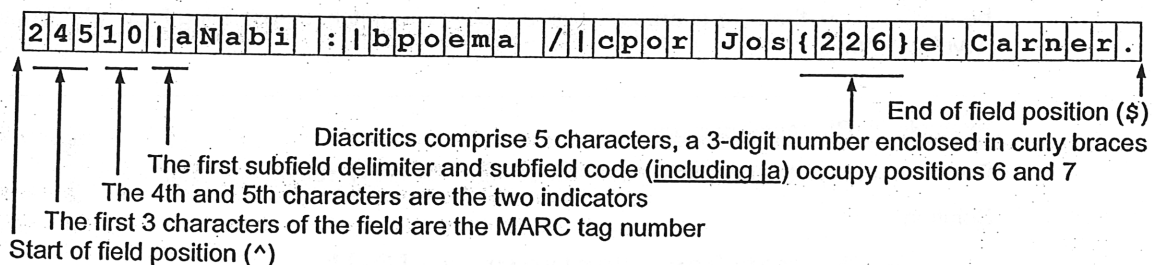 24510|aNabi :|bpoema /|cpor Jos{226}e Carner.
End of field position ($)
Diacritics comprise 5 characters, a 3-digit number enclosed in curly braces
The first subfield delimiter and subfield code (including |a) occupy positions 6 and 7
The 4th and 5th characters are the two indicators
The first 3 characters of the field are the MARC tag number
Start of field position (^)